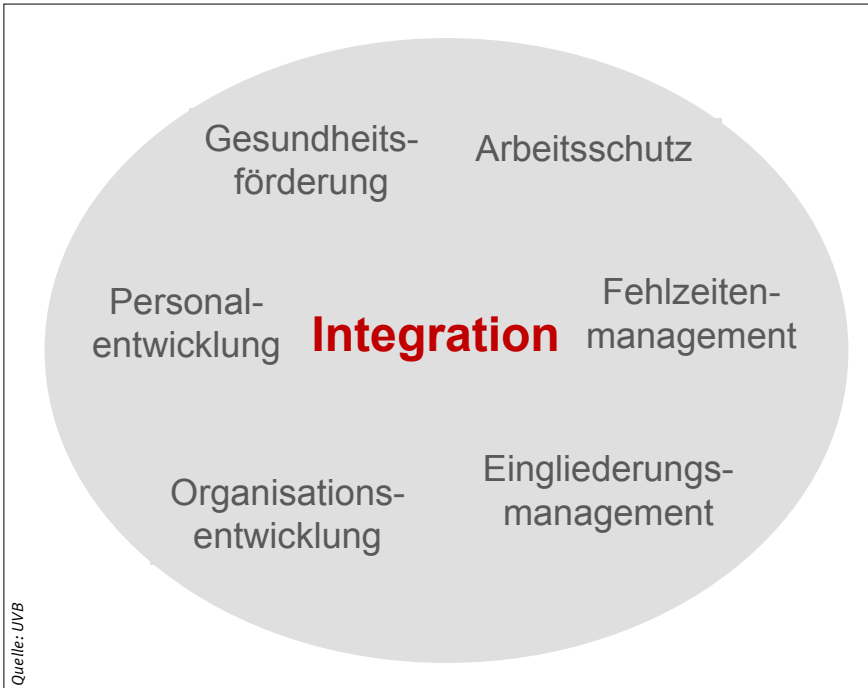 Gesundheits-
förderung
Arbeitsschutz
Personal-
entwicklung
Integration
Fehlzeiten-
management
Organisations-
entwicklung
Eingliederungs-
management
Quelle: UVB